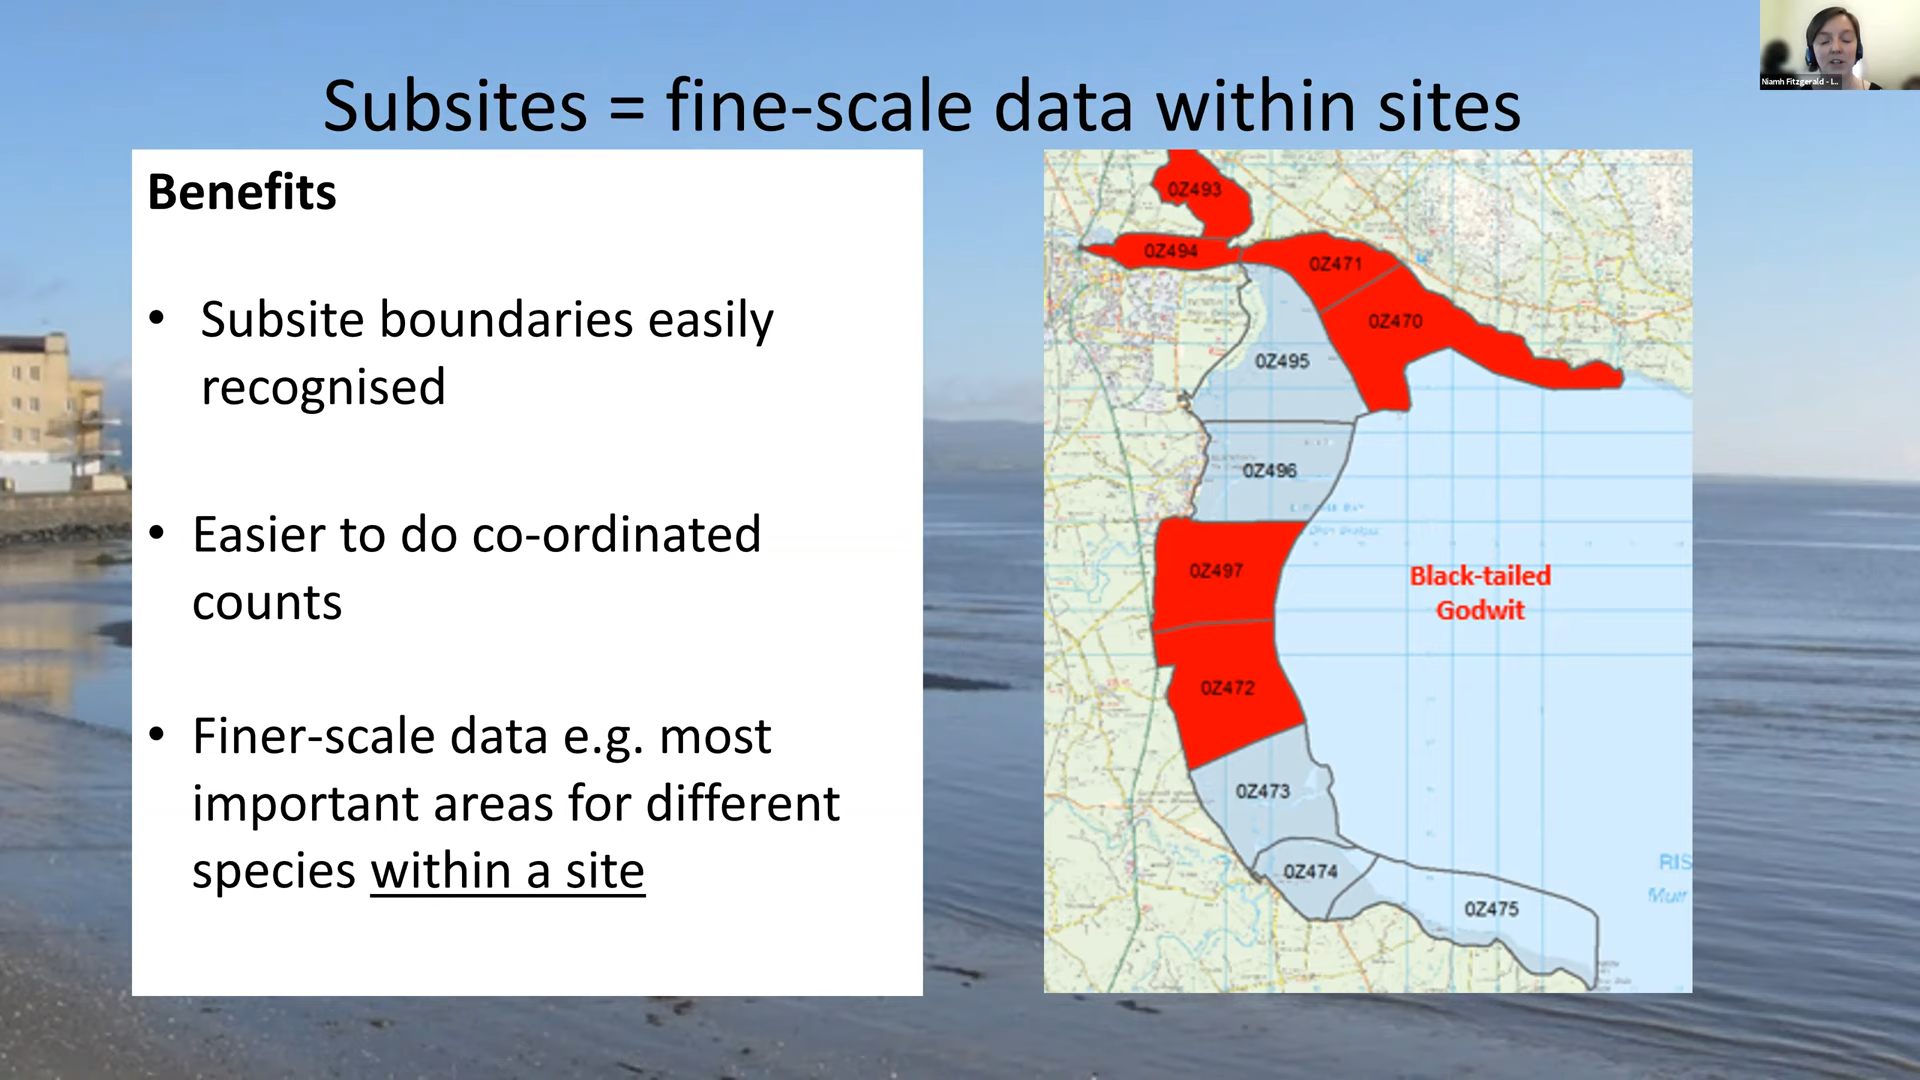 Niamh Fitzgerald - I...
Subsites = fine-scale data within sites
Benefits
• Subsite boundaries easily
recognised
• Easier to do co-ordinated
counts
• Finer-scale data e.g. most
important areas for different
species within a site
0Z493
0Z494
0Z471
0Z470
0Z495
0Z496
0Z497
Black-tailed
Godwit
0Z472
0Z473
0Z474
0Z475
RIS
Muir